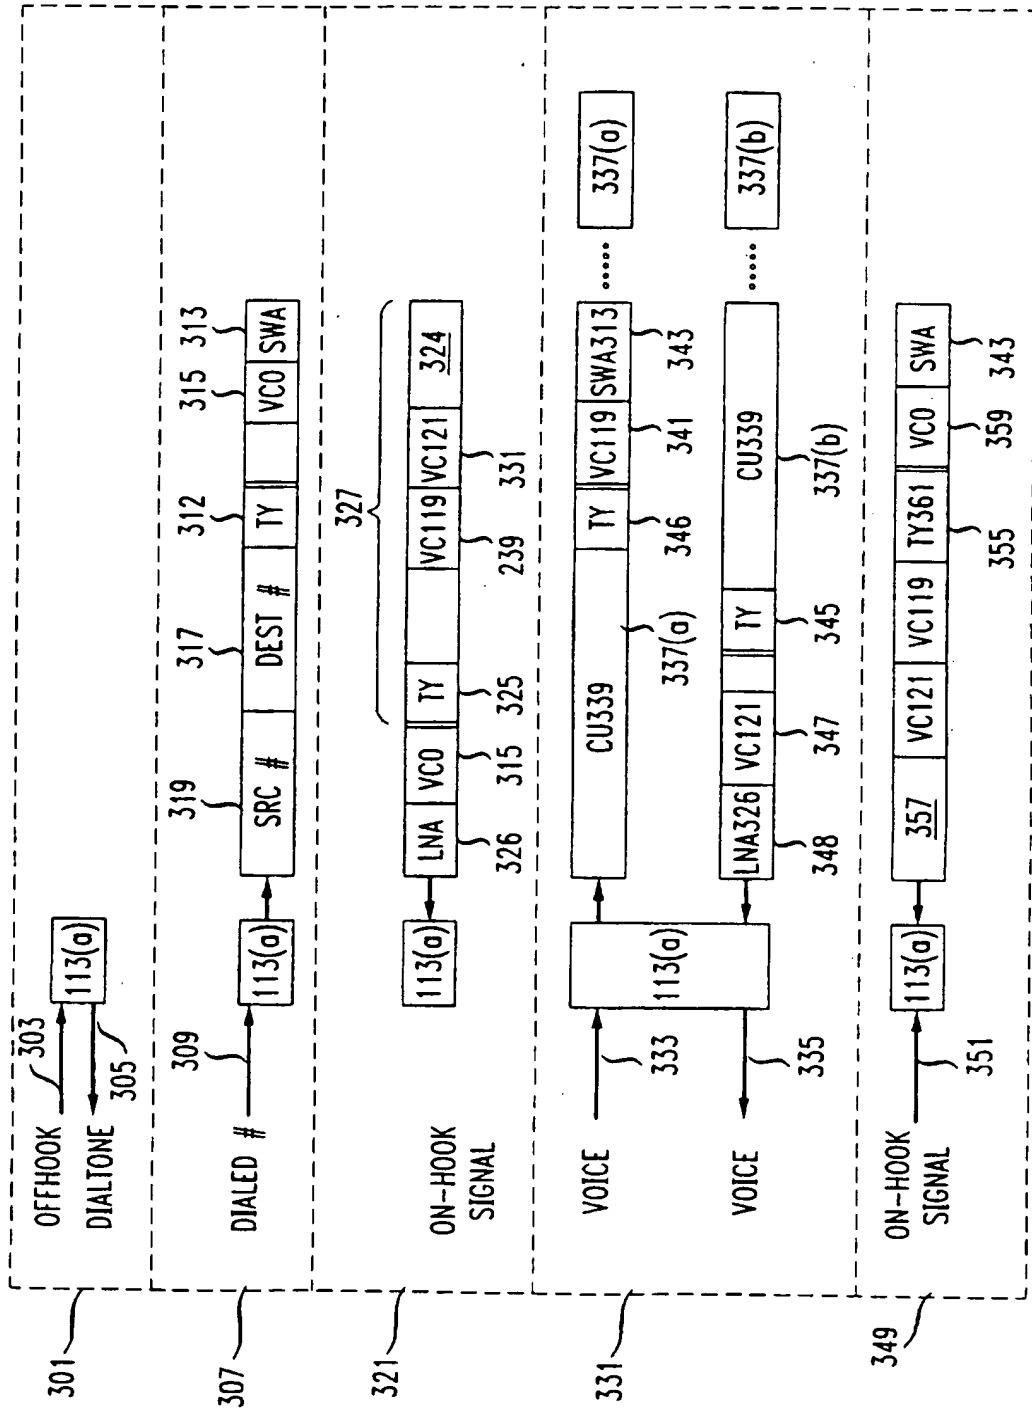 301
OFFHOOK
303
113(a)
DIALTONE
305
307
DIALED #
309
113(a)
319
317
312
315
313
SRC #
DEST #
TY
VCO
SWA
321
ON-HOOK
SIGNAL
113(a)
327
LNA
VCO
TY
VC119
VC121
324
326
315
325
239
331
331
VOICE
333
113(a)
CU339
TY
VC119
SWA313
.....
337(a)
337(a)
346
341
343
VOICE
335
LNA326
VC121
TY
CU339
.....
337(b)
348
347
345
337(b)
349
ON-HOOK
SIGNAL
351
113(a)
357
VC121
VC119
TY361
VCO
SWA
355
359
343